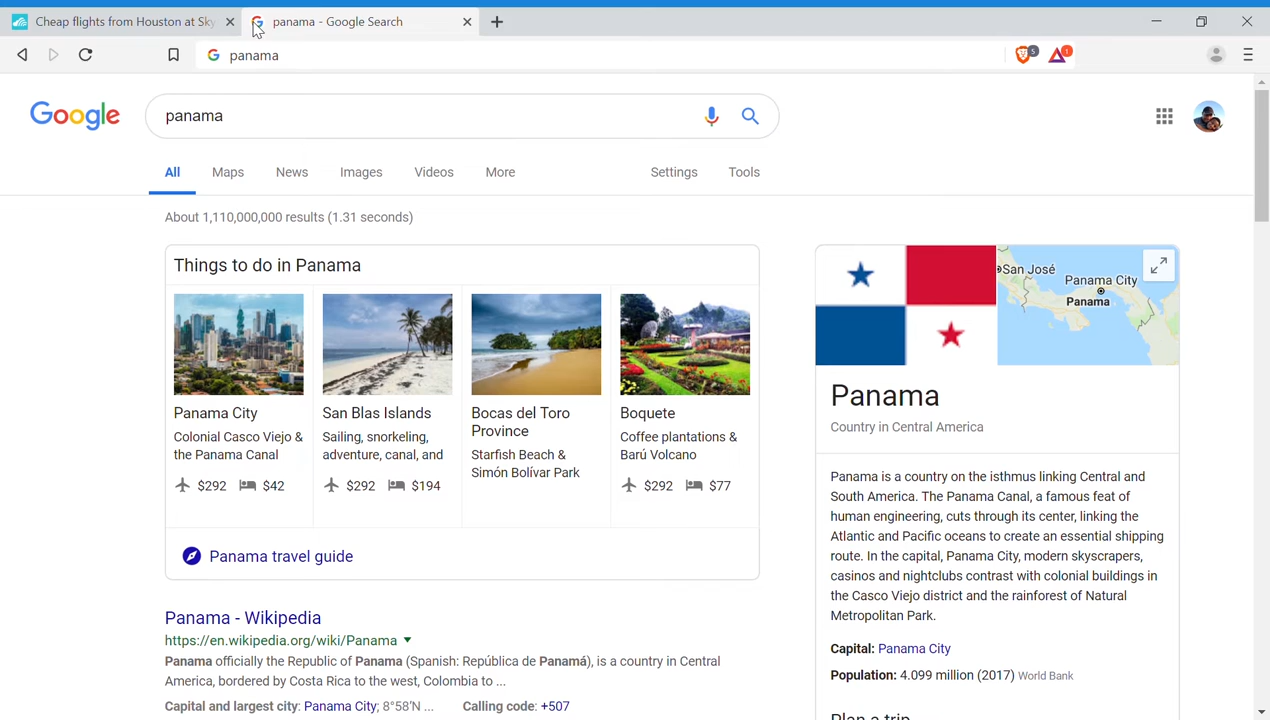 Cheap flights from Houston at Sky
panama - Google Search
panama
5
1
Google
panama
All
Maps
News
Images
Videos
More
Settings
Tools
About 1,110,000,000 results (1.31 seconds)
Things to do in Panama
Panama City
Colonial Casco Viejo &
the Panama Canal
$292 $42
San Blas Islands
Sailing, snorkeling,
adventure, canal, and
$292 $194
Bocas del Toro
Province
Starfish Beach &
Simón Bolívar Park
Boquete
Coffee plantations &
Barú Volcano
$292 $77
Panama travel guide
Panama - Wikipedia
https://en.wikipedia.org/wiki/Panama
Panama officially the Republic of Panama (Spanish: República de Panamá), is a country in Central
America, bordered by Costa Rica to the west, Colombia to ...
Capital and largest city: Panama City; 8°58′N ... Calling code: +507
San José
Panama City
Panama
Panama
Country in Central America
Panama is a country on the isthmus linking Central and
South America. The Panama Canal, a famous feat of
human engineering, cuts through its center, linking the
Atlantic and Pacific oceans to create an essential shipping
route. In the capital, Panama City, modern skyscrapers,
casinos and nightclubs contrast with colonial buildings in
the Casco Viejo district and the rainforest of Natural
Metropolitan Park.
Capital: Panama City
Population: 4.099 million (2017) World Bank
Plan a trip